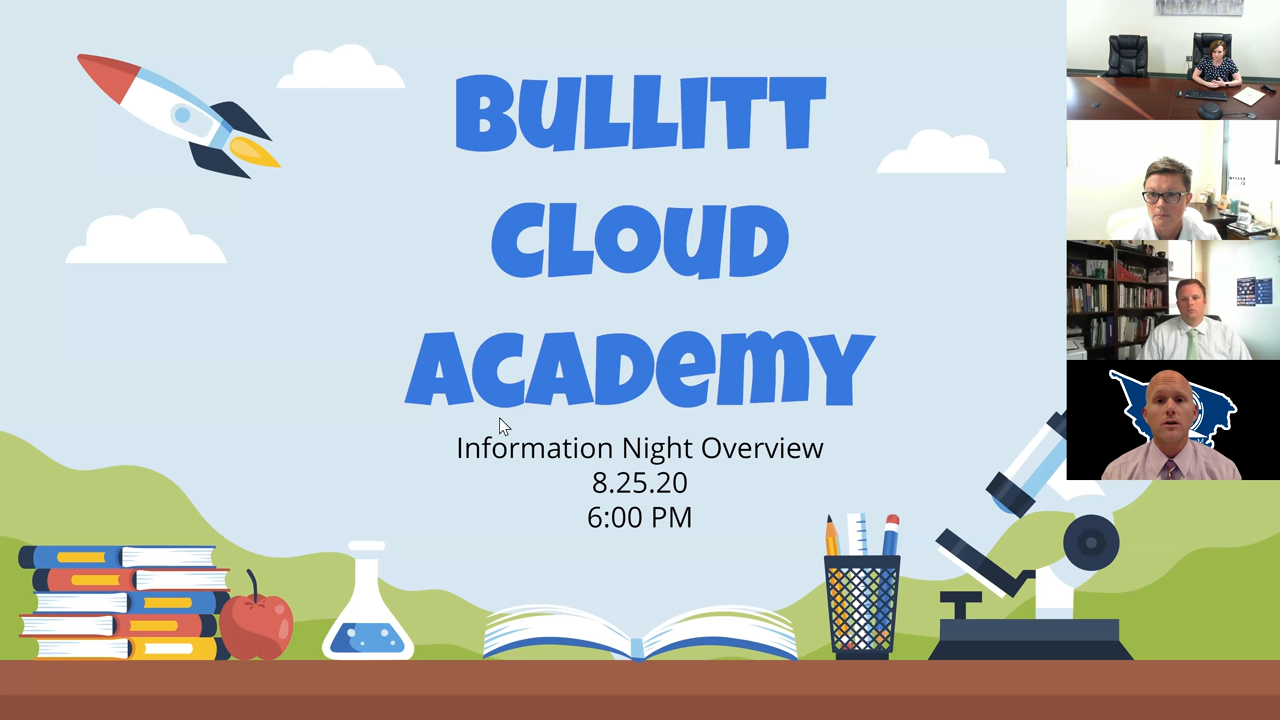 BULLITT
CLOUD
ACADEMY
Information Night Overview
8.25.20
6:00 PM